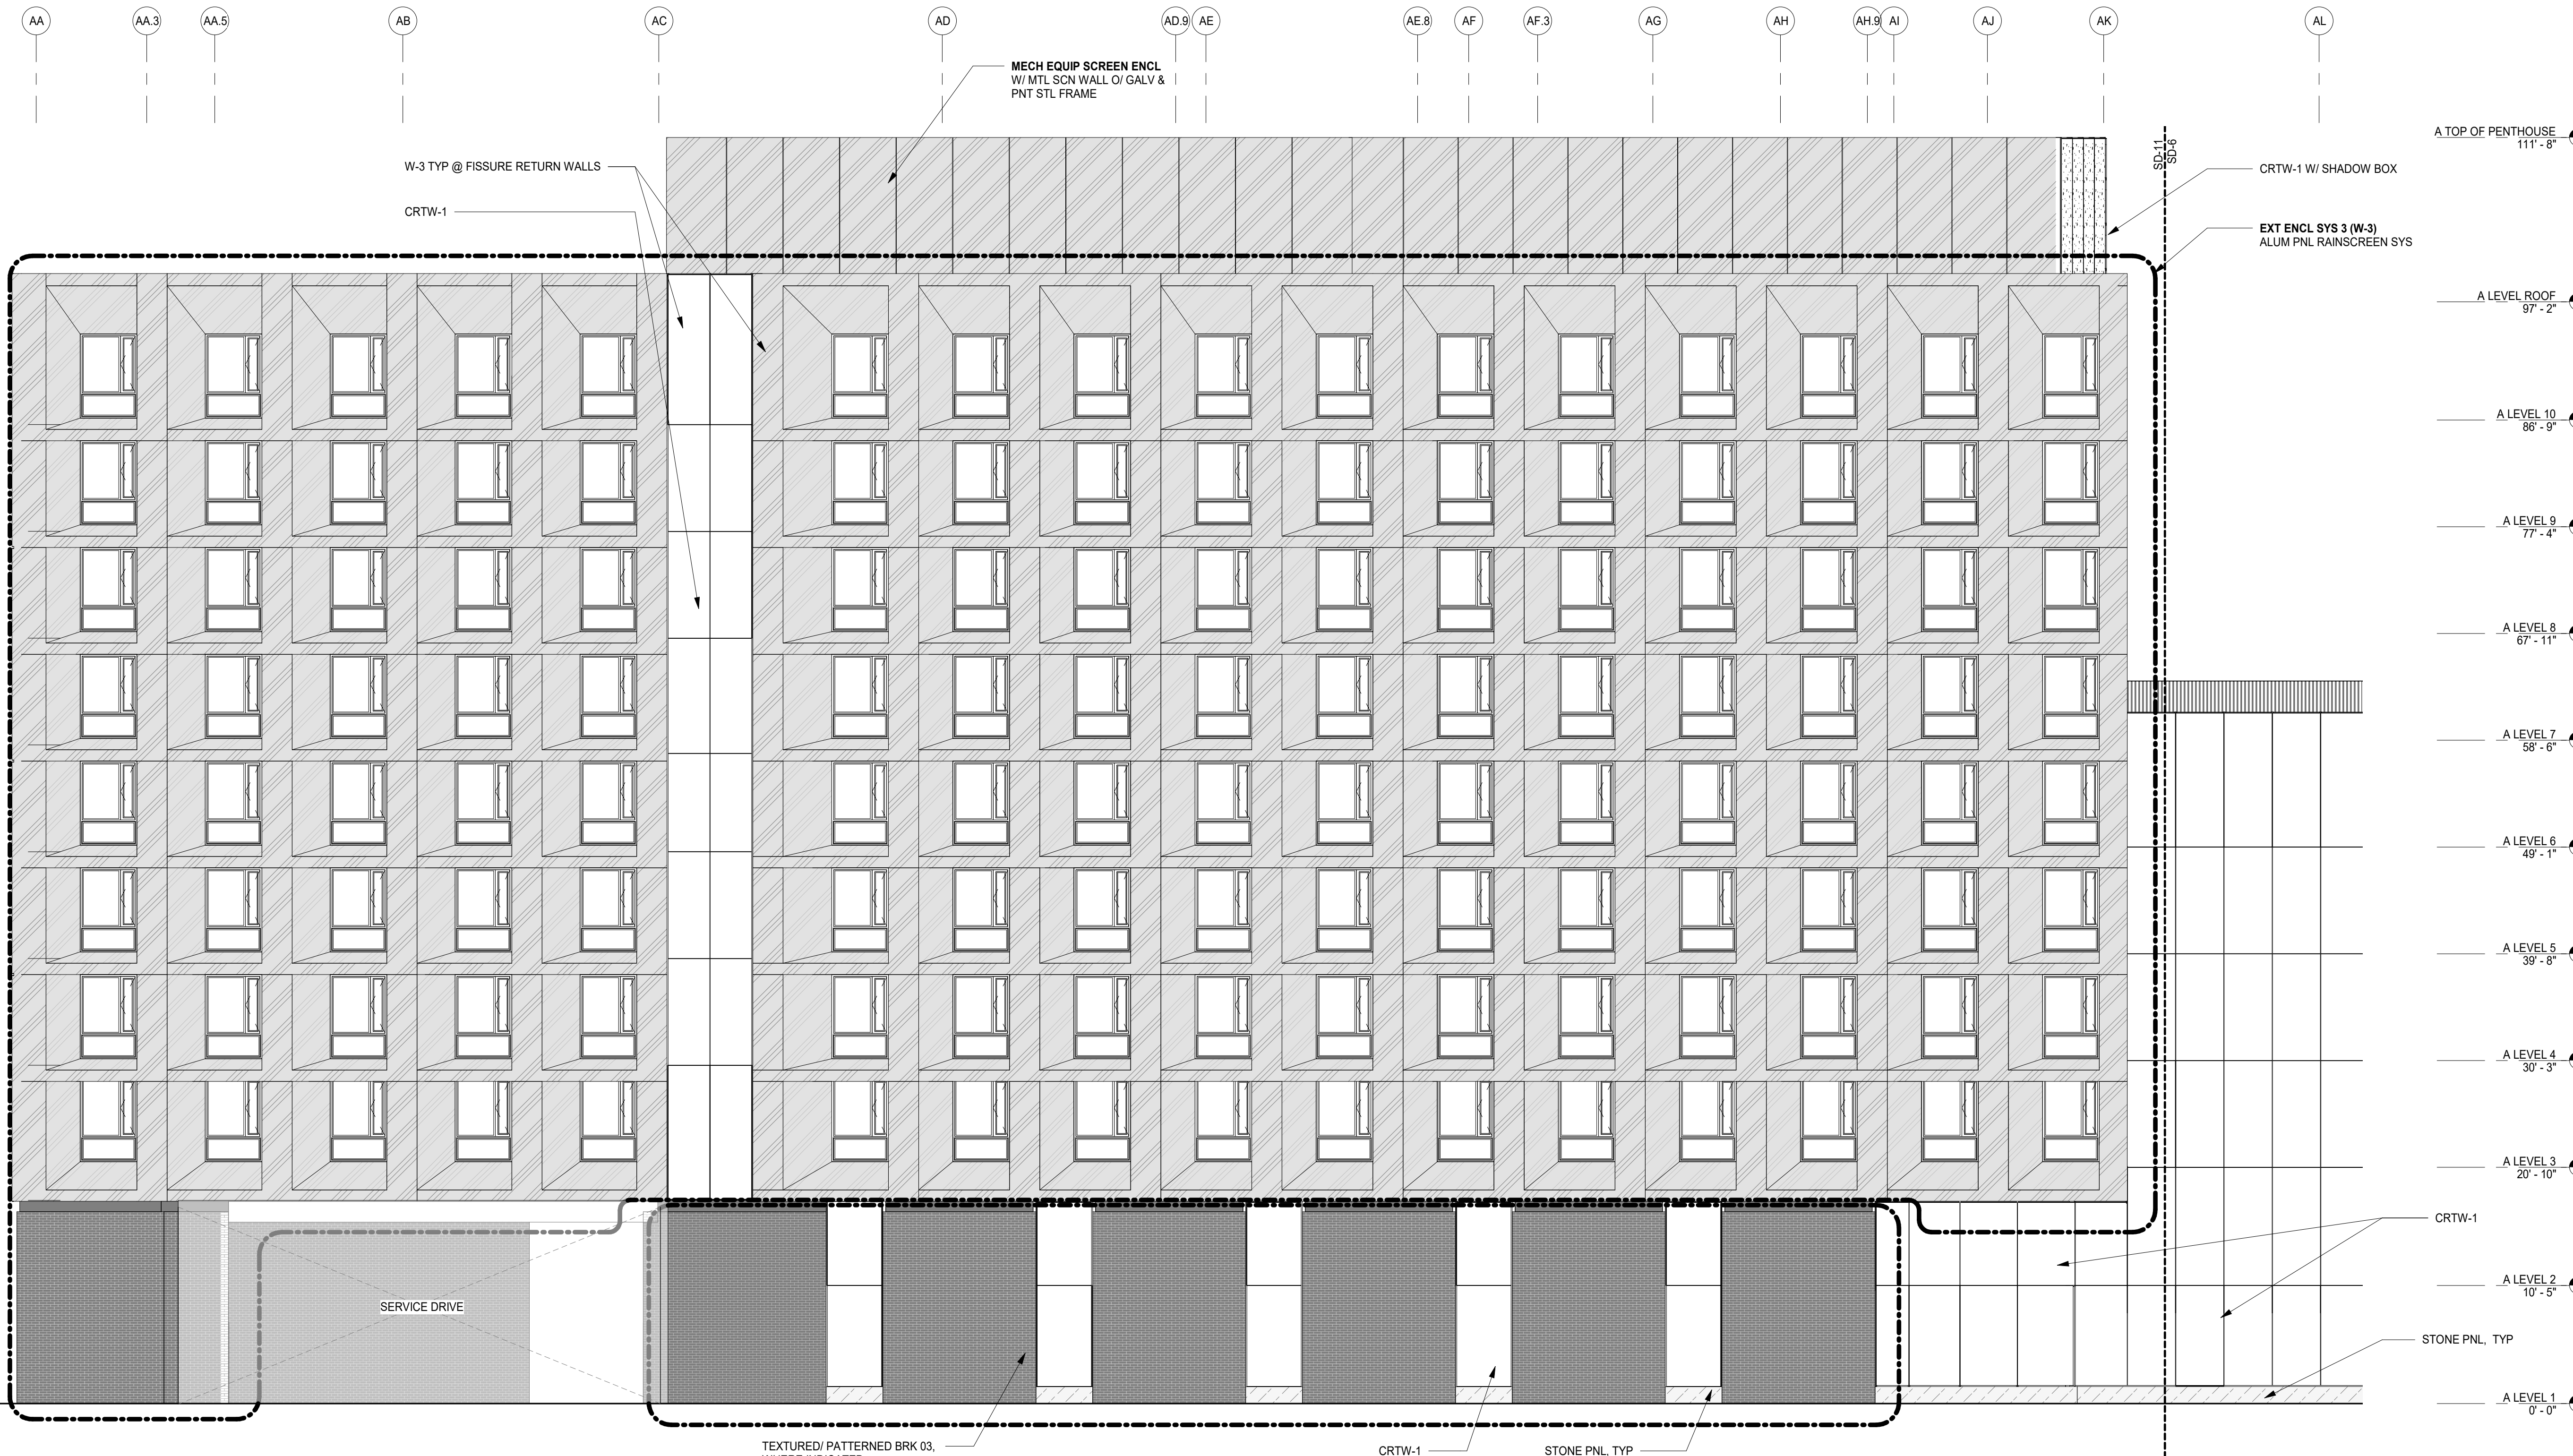 AA
AA.3
AA.5
AB
AC
AD
AD.9
AE
AE.8
AF
AF.3
AG
AH
AH.9
AI
AJ
AK
AL
MECH EQUIP SCREEN ENCL
W/ MTL SCN WALL O/ GALV &
PNT STL FRAME
W-3 TYP @ FISSURE RETURN WALLS
CRTW-1
SD-11
SD-6
CRTW-1 W/ SHADOW BOX
EXT ENCL SYS 3 (W-3)
ALUM PNL RAINSCREEN SYS
A TOP OF PENTHOUSE
111' - 8"
A LEVEL ROOF
97' - 2"
A LEVEL 10
86' - 9"
A LEVEL 9
77' - 4"
A LEVEL 8
67' - 11"
A LEVEL 7
58' - 6"
A LEVEL 6
49' - 1"
A LEVEL 5
39' - 8"
A LEVEL 4
30' - 3"
A LEVEL 3
20' - 10"
CRTW-1
A LEVEL 2
10' - 5"
SERVICE DRIVE
STONE PNL, TYP
A LEVEL 1
0' - 0"
TEXTURED/ PATTERNED BRK 03,
CRTW-1
STONE PNL, TYP